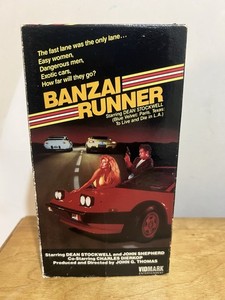 The fast lane was the only lane...
Easy women,
Dangerous men,
Exotic cars,
How far will they go?
BANZAI
RUNNER
Starring DEAN STOCKWELL
(Blue Velvet, Paris, Texas,
To Live and Die in L.A.)
Starring DEAN STOCKWELL and JOHN SHEPHERD
Co-Starring CHARLES DIERKOP
Produced and Directed by JOHN G. THOMAS
VIDMARK